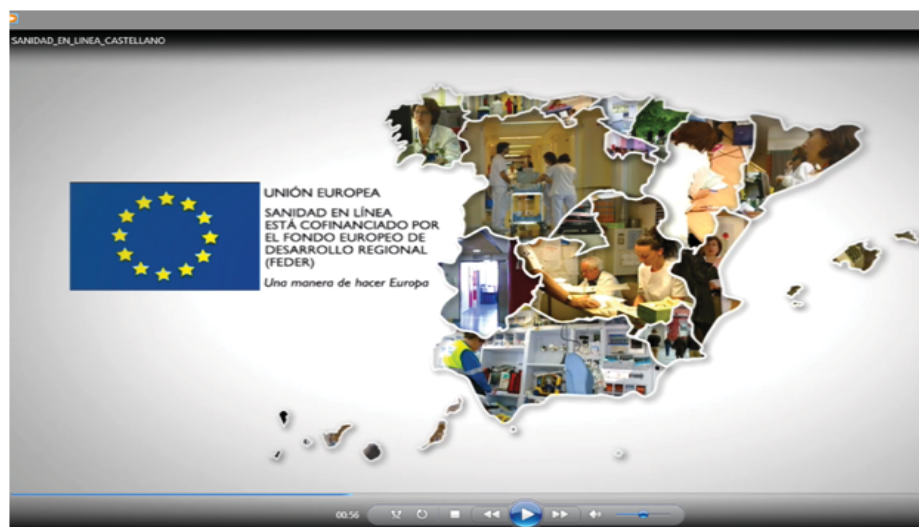 SANIDAD_EN_LINEA_CASTELLANO
UNIÓN EUROPEA
SANIDAD EN LÍNEA
ESTÁ COFINANCIADO POR
EL FONDO EUROPEO DE
DESARROLLO REGIONAL
(FEDER)
Una manera de hacer Europa
00:56